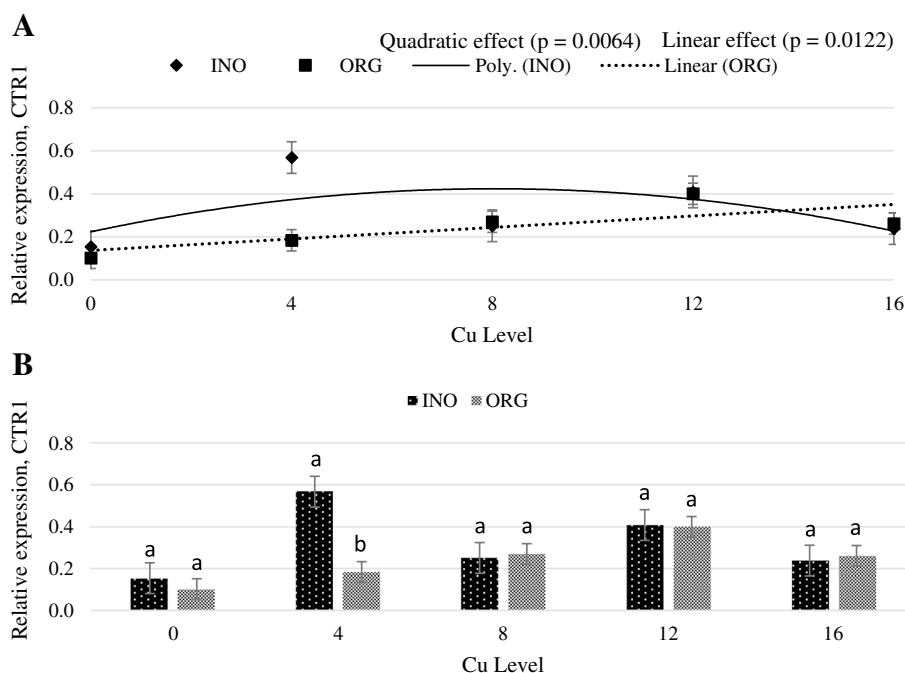 A
Quadratic effect (p = 0.0064) Linear effect (p = 0.0122)
INO ORG Poly. (INO) Linear (ORG)
Relative expression, CTR1
0.8
0.6
0.4
0.2
0.0
0 4 8 12 16
Cu Level
B
INO ORG
Relative expression, CTR1
0.8
0.6
0.4
0.2
0.0
a a a b a a a a a a
0 4 8 12 16
Cu Level